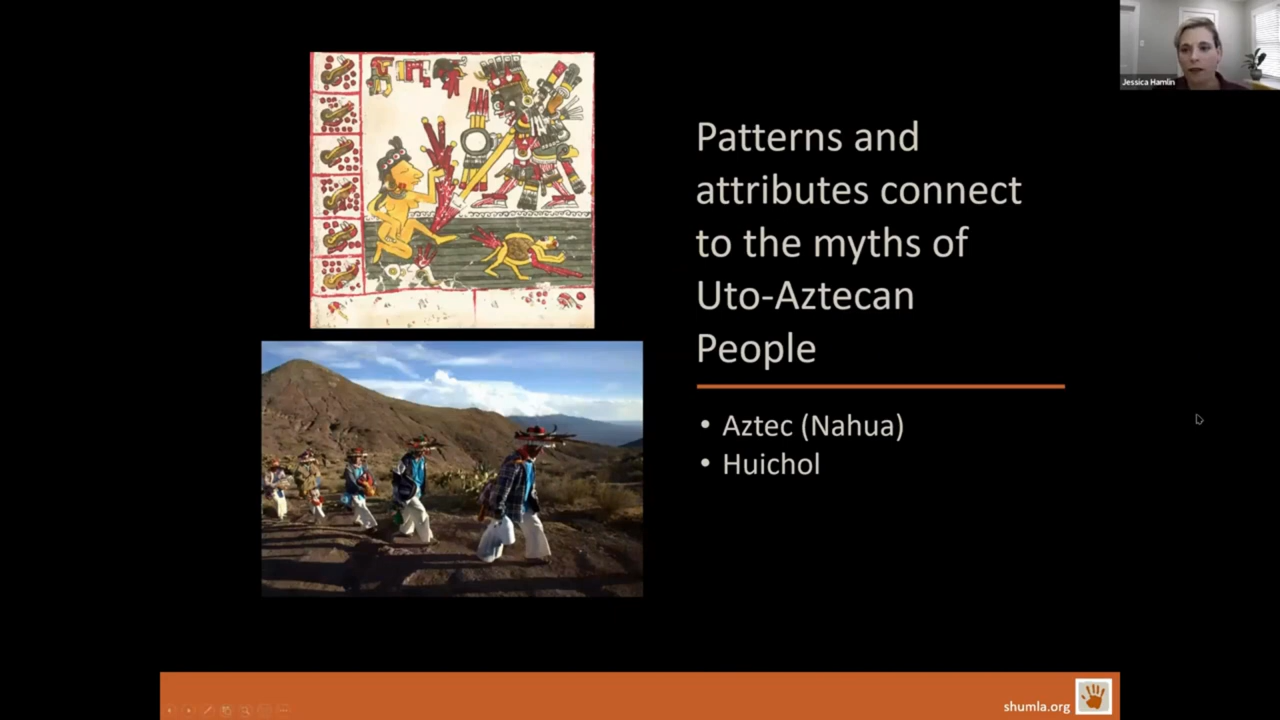 Jessica Hamlin
Patterns and
attributes connect
to the myths of
Uto-Aztecan
People
• Aztec (Nahua)
• Huichol
shumla.org